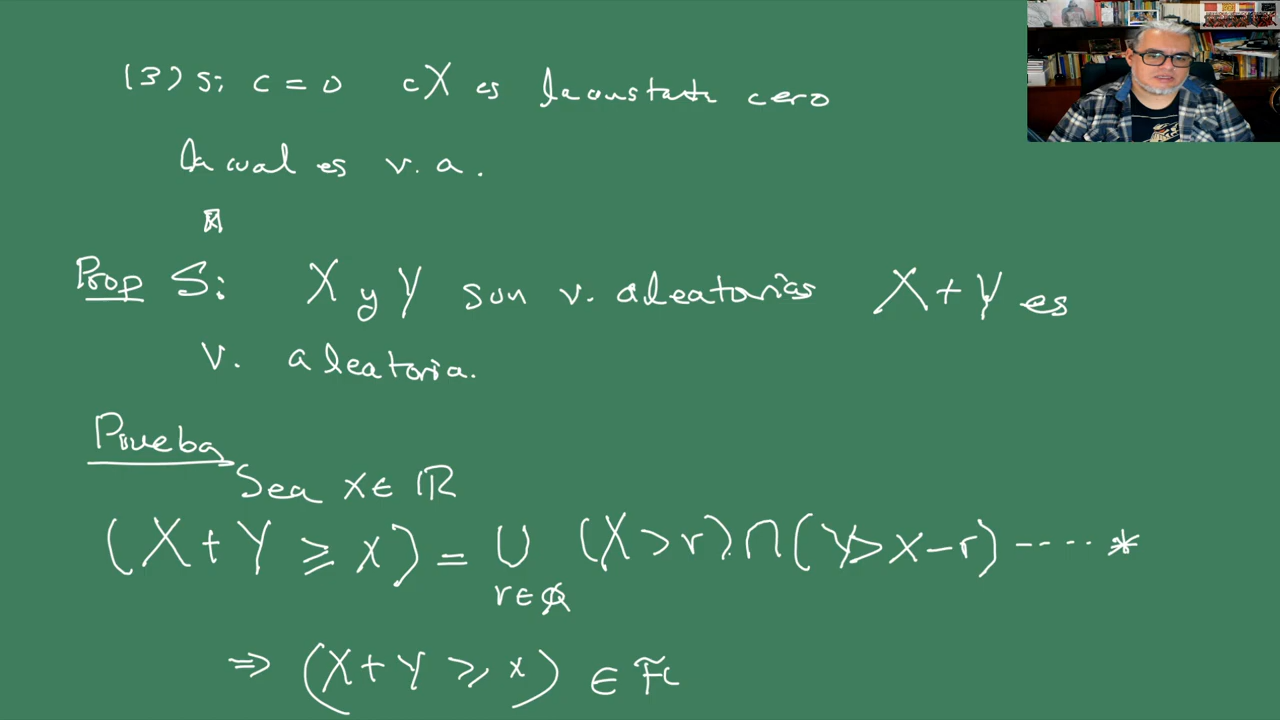 (3) Si c = 0 cX es la constante cero
la cual es v. a.
Prop Si X y Y son v. aleatorias X + Y es
v. aleatoria.
Prueba
Sea x ∈ ℝ
(X + Y ≥ x) = ∪ (X > r) ∩ (Y > x - r) ---- *
r ∈ ℚ
⇒ (X + Y ≥ x) ∈